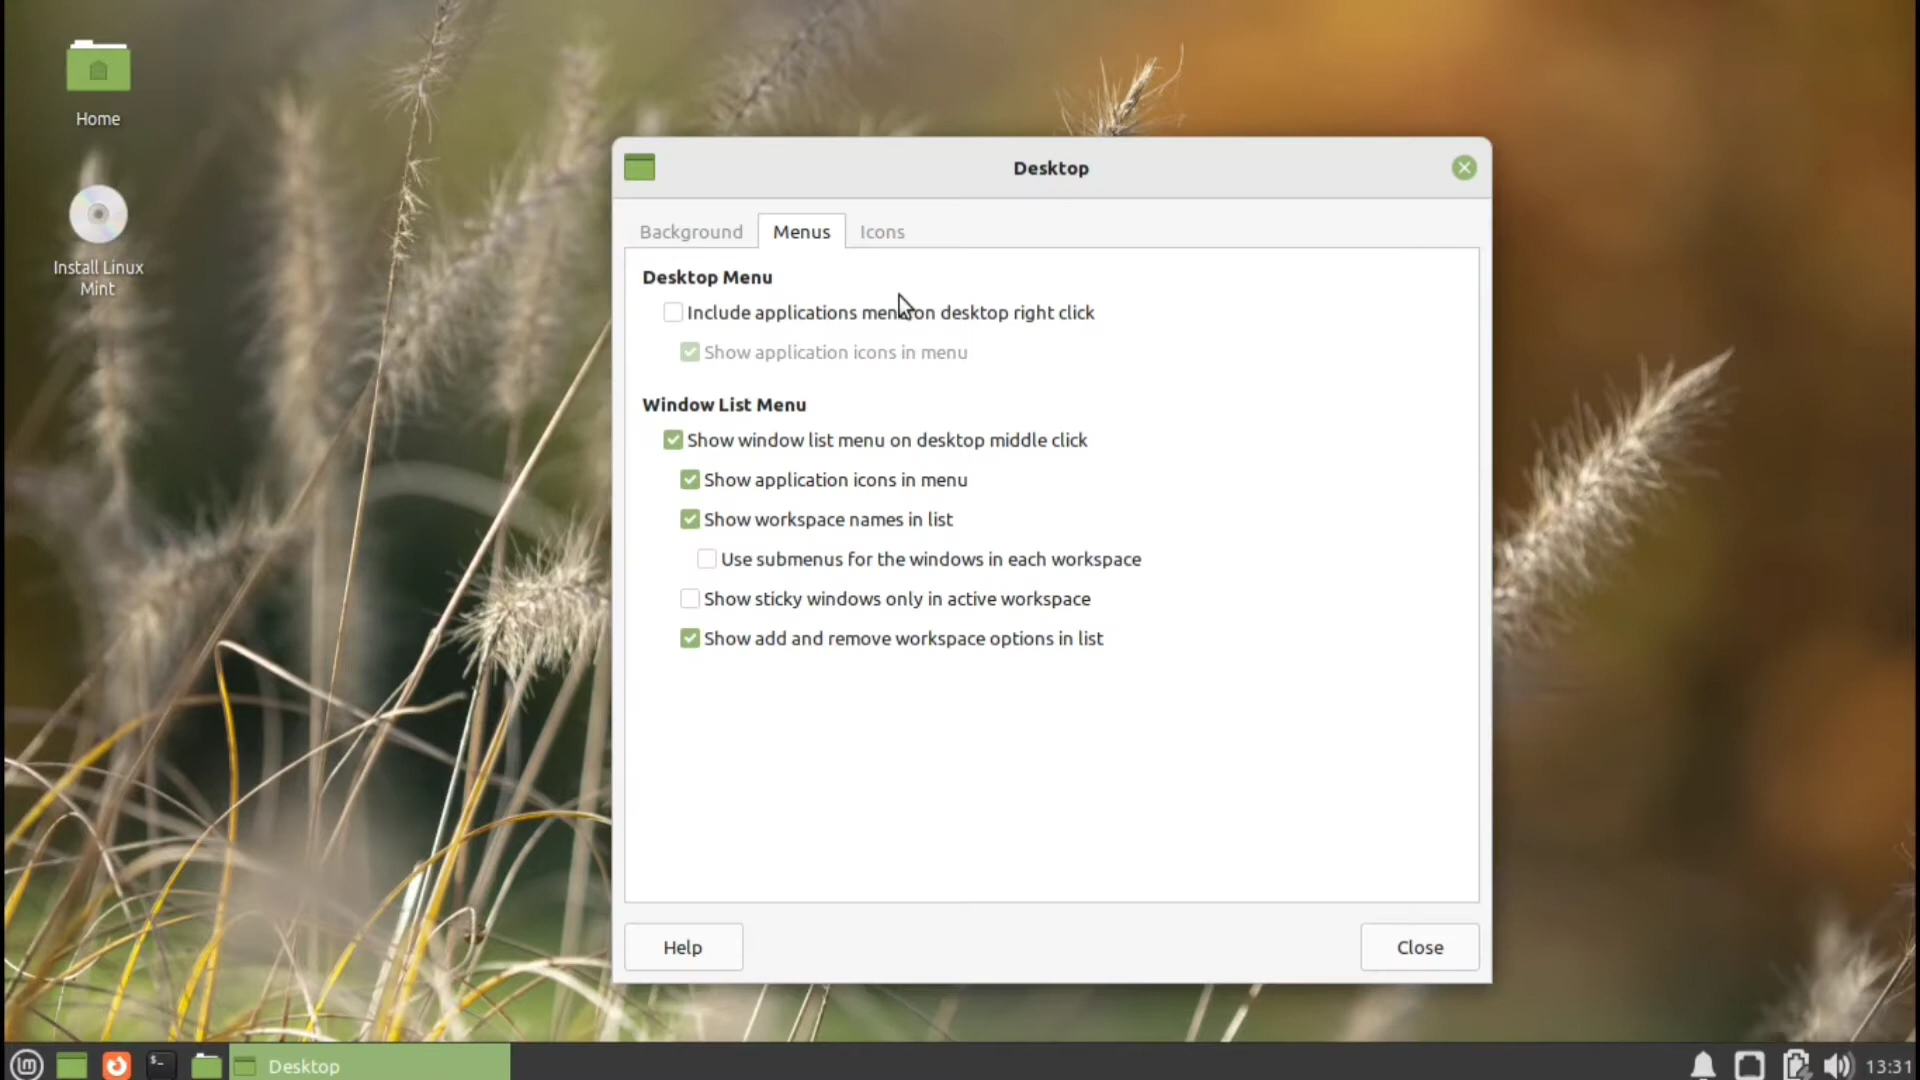 Home
Install Linux
Mint
Desktop
Background
Menus
Icons
Desktop Menu
Include applications menu on desktop right click
Show application icons in menu
Window List Menu
Show window list menu on desktop middle click
Show application icons in menu
Show workspace names in list
Use submenus for the windows in each workspace
Show sticky windows only in active workspace
Show add and remove workspace options in list
Help
Close
Desktop
13:31